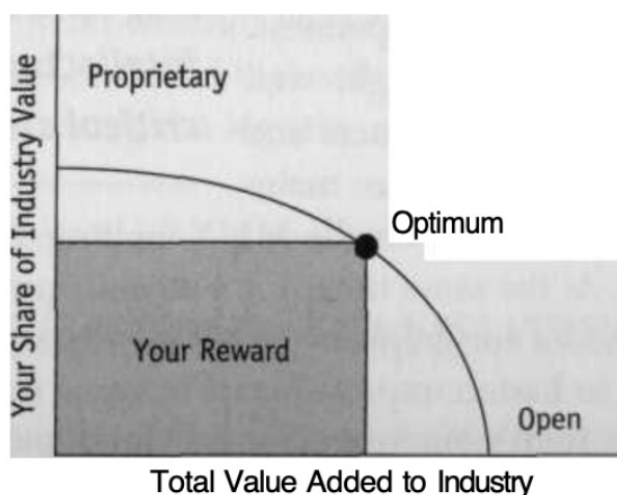 Proprietary
Your Share of Industry Value
Optimum
Your Reward
Open
Total Value Added to Industry